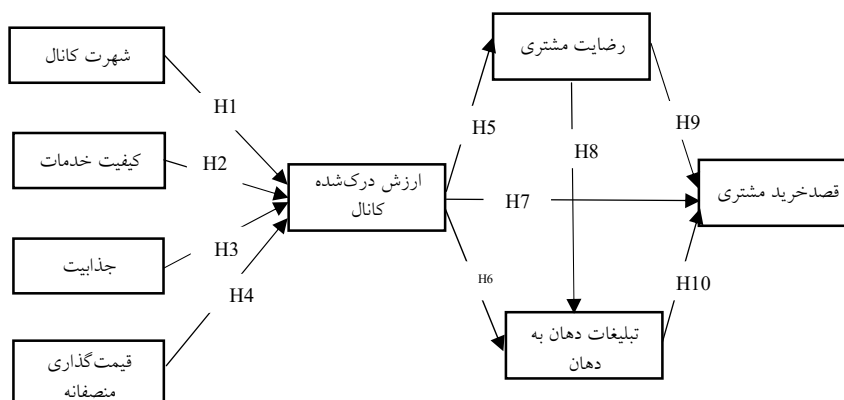 شهرت کانال
کیفیت خدمات
جذابیت
قیمت‌گذاری
منصفانه
H1
H2
H3
H4
ارزش درک‌شده
کانال
H5
H7
H6
رضایت مشتری
H8
تبلیغات دهان به
دهان
H9
H10
قصدخرید مشتری